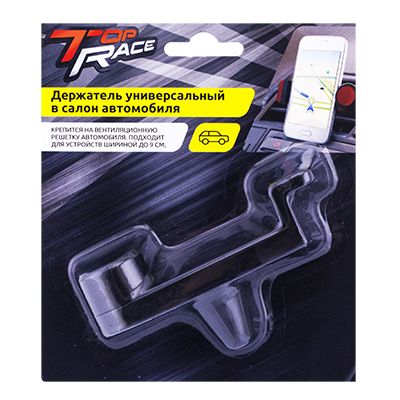 TOP
RACE
Держатель универсальный
в салон автомобиля
КРЕПИТСЯ НА ВЕНТИЛЯЦИОННУЮ
РЕШЕТКУ АВТОМОБИЛЯ. ПОДХОДИТ
ДЛЯ УСТРОЙСТВ ШИРИНОЙ ДО 9 СМ.